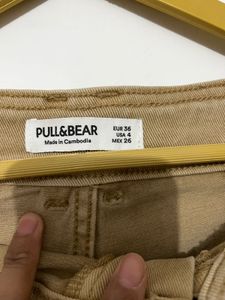 PULL&BEAR
Made in Cambodia
EUR 36
USA 4
MEX 26